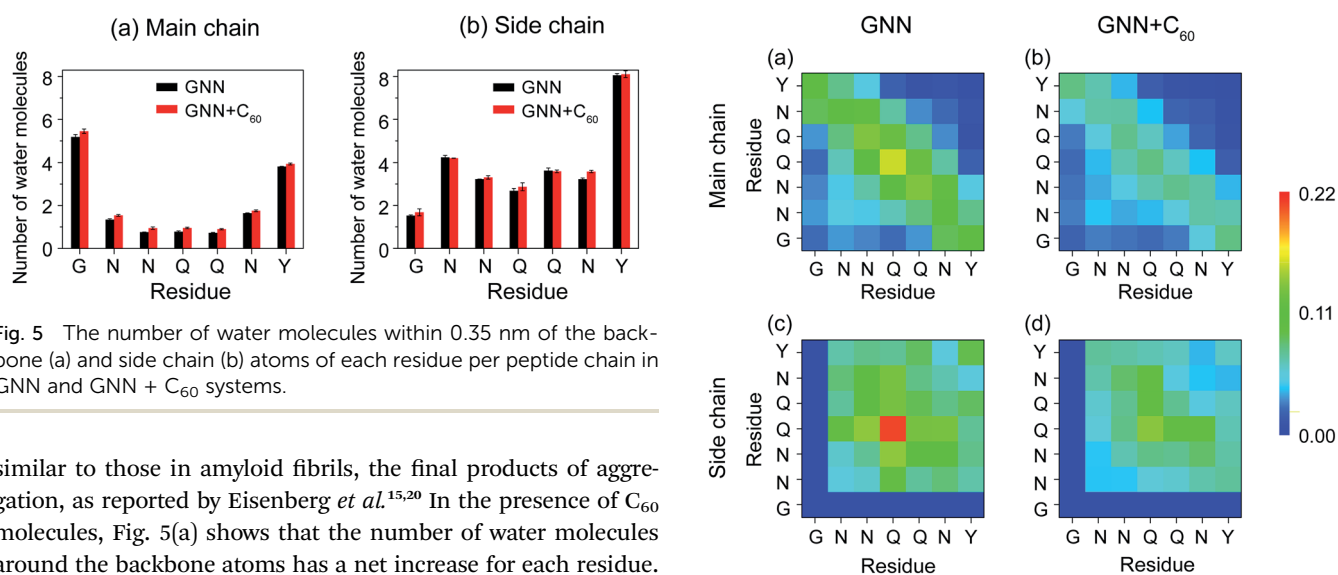 (a) Main chain
Number of water molecules
8
6
4
2
0
GNN
GNN+C60
G N N Q Q N Y
Residue
(b) Side chain
Number of water molecules
8
6
4
2
0
GNN
GNN+C60
G N N Q Q N Y
Residue
Fig. 5 The number of water molecules within 0.35 nm of the back-
bone (a) and side chain (b) atoms of each residue per peptide chain in
GNN and GNN + C60 systems.
similar to those in amyloid fibrils, the final products of aggre-
gation, as reported by Eisenberg et al.15,20 In the presence of C60
molecules, Fig. 5(a) shows that the number of water molecules
around the backbone atoms has a net increase for each residue.
GNN
GNN+C60
Main chain
(a)
Residue
Y
N
Q
Q
N
N
G
G N N Q Q N Y
Residue
(b)
Y
N
Q
Q
N
N
G
G N N Q Q N Y
Residue
Side chain
(c)
Residue
Y
N
Q
Q
N
N
G
G N N Q Q N Y
Residue
(d)
Y
N
Q
Q
N
N
G
G N N Q Q N Y
Residue
0.22
0.11
0.00